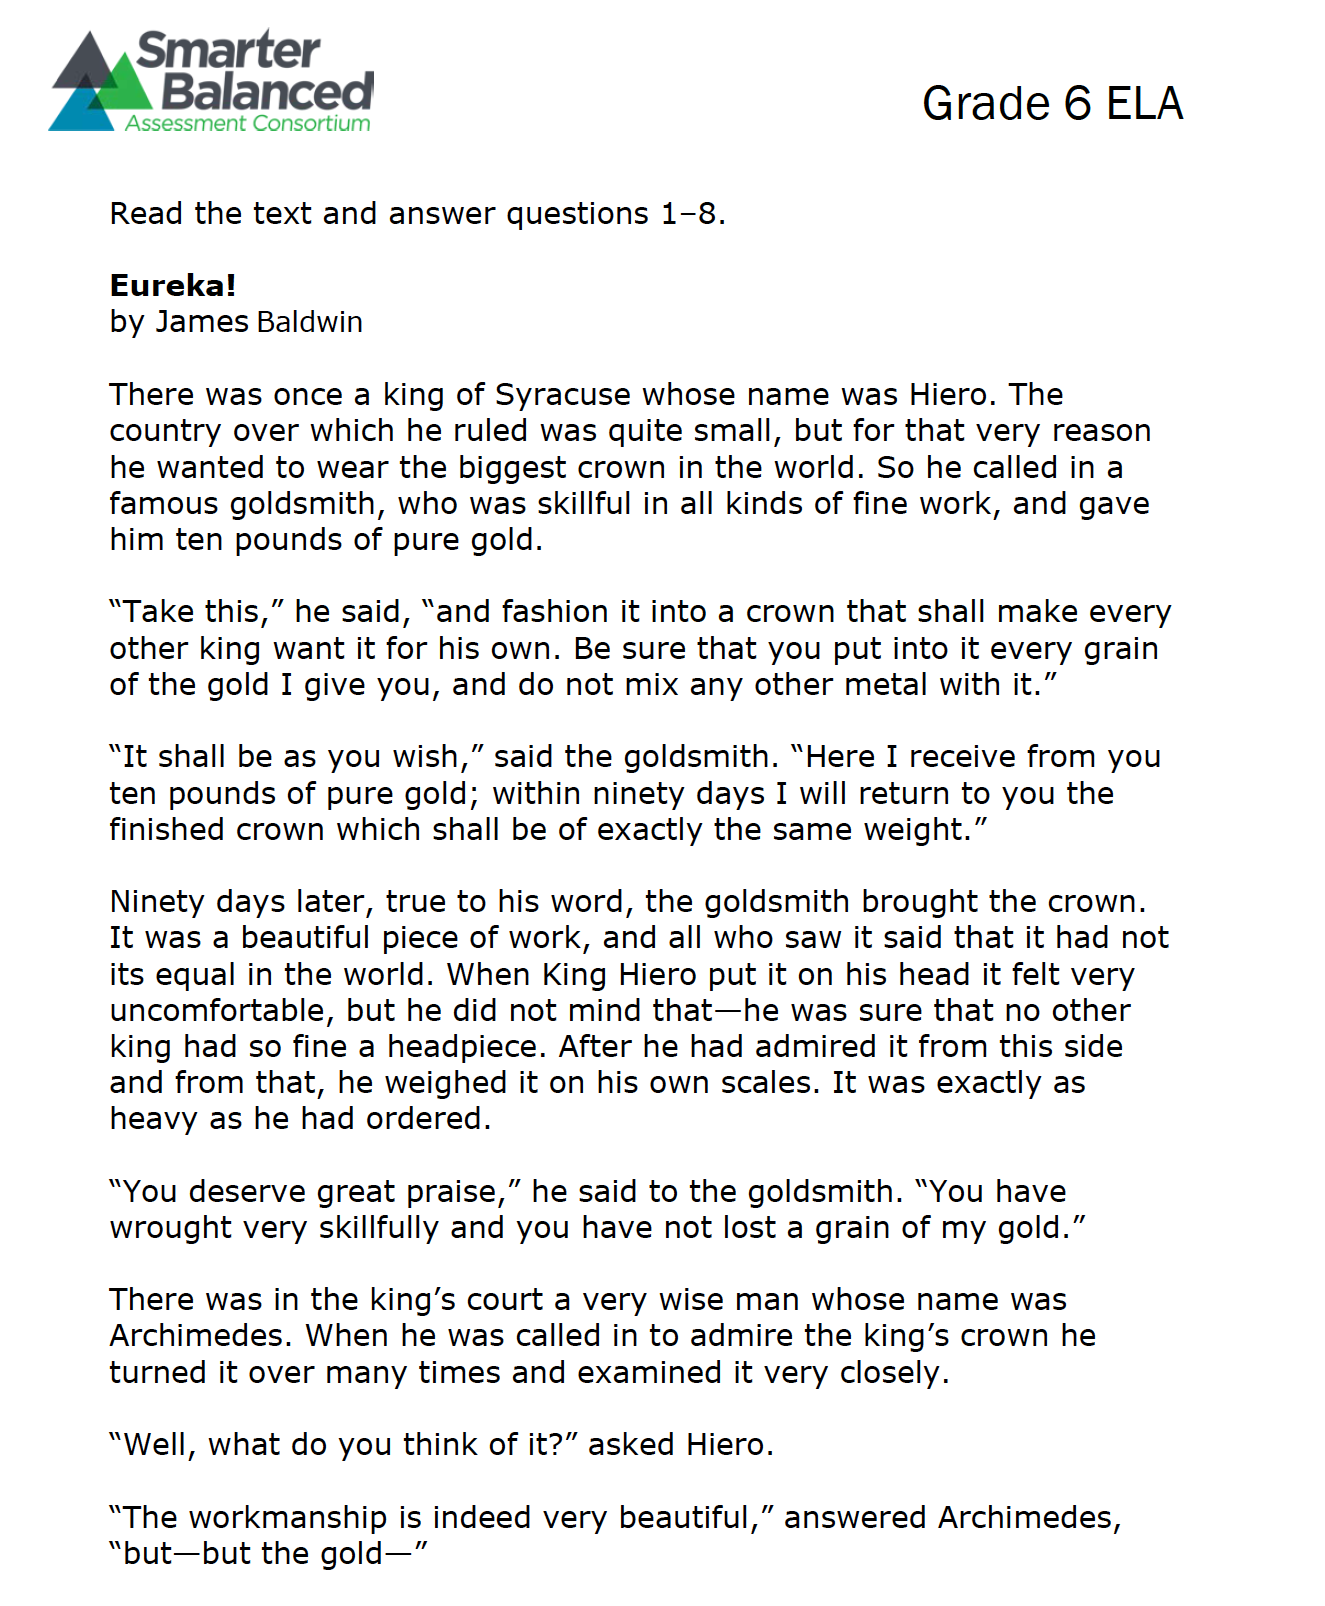 Smarter
Balanced
Assessment Consortium
Grade 6 ELA
Read the text and answer questions 1–8.
Eureka!
by James Baldwin
There was once a king of Syracuse whose name was Hiero. The
country over which he ruled was quite small, but for that very reason
he wanted to wear the biggest crown in the world. So he called in a
famous goldsmith, who was skillful in all kinds of fine work, and gave
him ten pounds of pure gold.
“Take this,” he said, “and fashion it into a crown that shall make every
other king want it for his own. Be sure that you put into it every grain
of the gold I give you, and do not mix any other metal with it.”
“It shall be as you wish,” said the goldsmith. “Here I receive from you
ten pounds of pure gold; within ninety days I will return to you the
finished crown which shall be of exactly the same weight.”
Ninety days later, true to his word, the goldsmith brought the crown.
It was a beautiful piece of work, and all who saw it said that it had not
its equal in the world. When King Hiero put it on his head it felt very
uncomfortable, but he did not mind that—he was sure that no other
king had so fine a headpiece. After he had admired it from this side
and from that, he weighed it on his own scales. It was exactly as
heavy as he had ordered.
“You deserve great praise,” he said to the goldsmith. “You have
wrought very skillfully and you have not lost a grain of my gold.”
There was in the king’s court a very wise man whose name was
Archimedes. When he was called in to admire the king’s crown he
turned it over many times and examined it very closely.
“Well, what do you think of it?” asked Hiero.
“The workmanship is indeed very beautiful,” answered Archimedes,
“but—but the gold—”